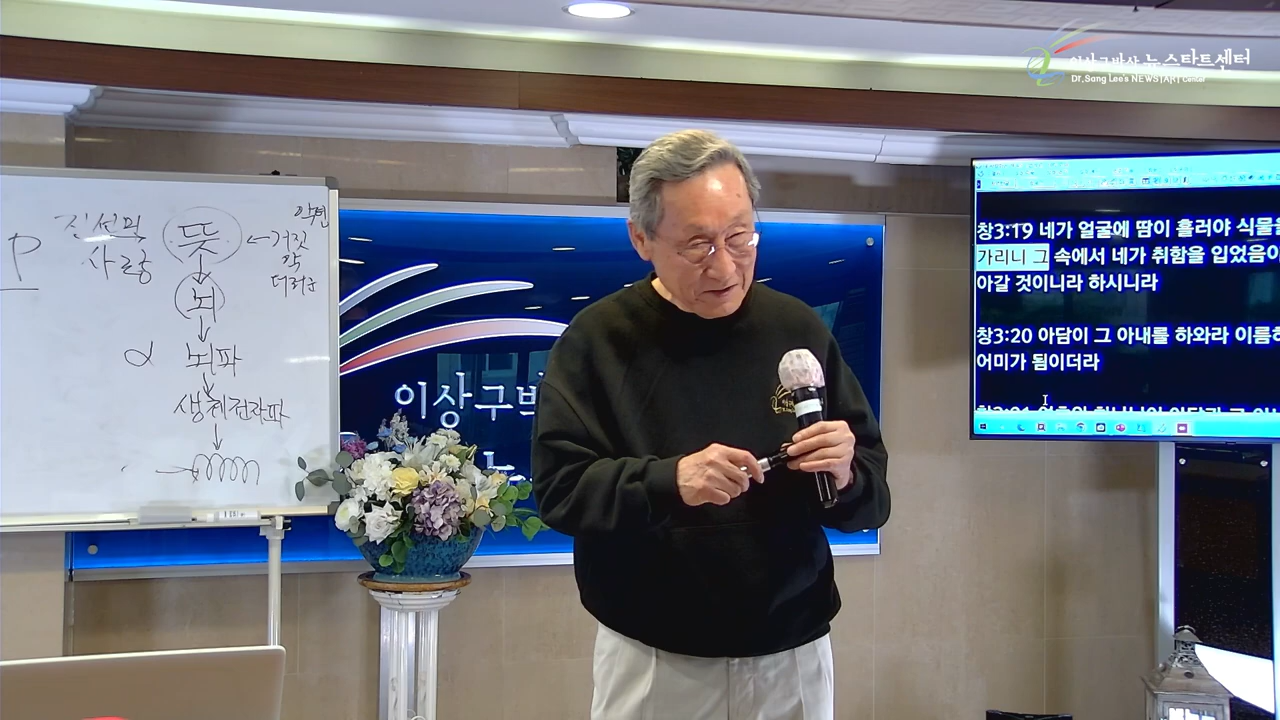 이상구박사 뉴스타트센터
Dr.Sang Lee's NEWSTART Center
P
진선미
사랑
뜻
거짓
악
더러움
뇌
α 뇌파
생체전자파
이상구박
창3:19 네가 얼굴에 땀이 흘러야 식물을
가리니 그 속에서 네가 취함을 입었음이
아갈 것이니라 하시니라
창3:20 아담이 그 아내를 하와라 이름하
어미가 됨이더라